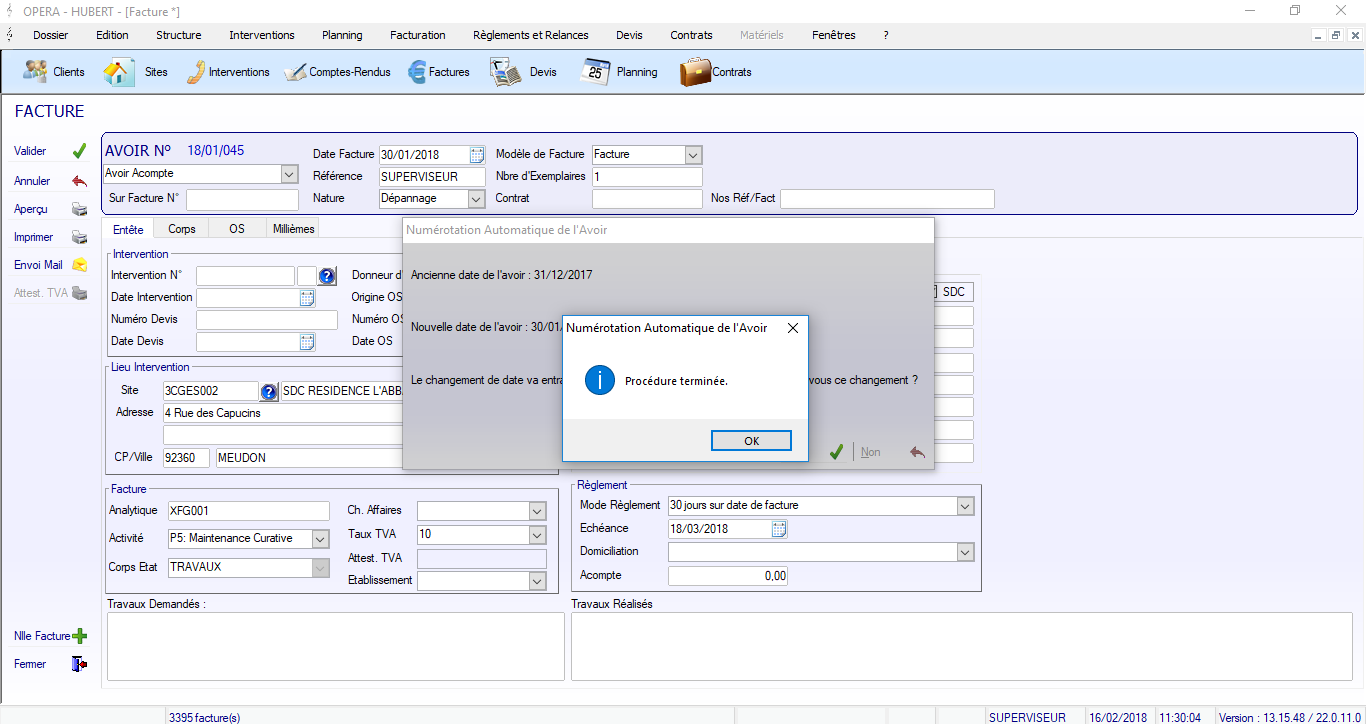 OPERA - HUBERT - [Facture *]
Dossier Edition Structure Interventions Planning Facturation Règlements et Relances Devis Contrats Matériels Fenêtres ?
Clients Sites Interventions Comptes-Rendus Factures Devis 25 Planning Contrats
FACTURE
Valider
Annuler
Aperçu
Imprimer
Envoi Mail
Attest. TVA
AVOIR N° 18/01/045
Avoir Acompte
Sur Facture N°
Date Facture 30/01/2018
Référence SUPERVISEUR
Nature Dépannage
Modèle de Facture Facture
Nbre d'Exemplaires 1
Contrat
Nos Réf/Fact
Entête Corps OS Millièmes
Intervention
Intervention N° ? Donneur d'
Date Intervention Origine OS
Numéro Devis Numéro OS
Date Devis Date OS
SDC
Lieu Intervention
Site 3CGES002 ? SDC RESIDENCE L'ABB
Adresse 4 Rue des Capucins
CP/Ville 92360 MEUDON
Numérotation Automatique de l'Avoir
Ancienne date de l'avoir : 31/12/2017
Nouvelle date de l'avoir : 30/01/
Le changement de date va entra
vous ce changement ?
Non
Numérotation Automatique de l'Avoir
Procédure terminée.
OK
Facture
Analytique XFG001
Activité P5: Maintenance Curative
Corps Etat TRAVAUX
Ch. Affaires
Taux TVA 10
Attest. TVA
Etablissement
Règlement
Mode Règlement 30 jours sur date de facture
Echéance 18/03/2018
Domiciliation
Acompte 0,00
Travaux Demandés :
Travaux Réalisés
Nlle Facture
Fermer
3395 facture(s) SUPERVISEUR 16/02/2018 11:30:04 Version : 13.15.48 / 22.0.11.0